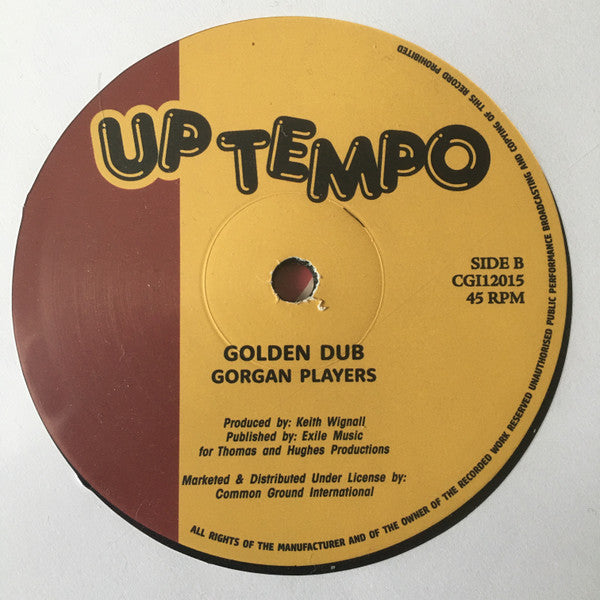 UP TEMPO
SIDE B
CGI12015
45 RPM
GOLDEN DUB
GORGAN PLAYERS
Produced by: Keith Wignall
Published by: Exile Music
for Thomas and Hughes Productions
Marketed & Distributed Under License by:
Common Ground International
ALL RIGHTS OF THE MANUFACTURER AND OF THE OWNER OF THE RECORDED WORK RESERVED UNAUTHORISED PUBLIC PERFORMANCE BROADCASTING AND COPYING OF THIS RECORD PROHIBITED